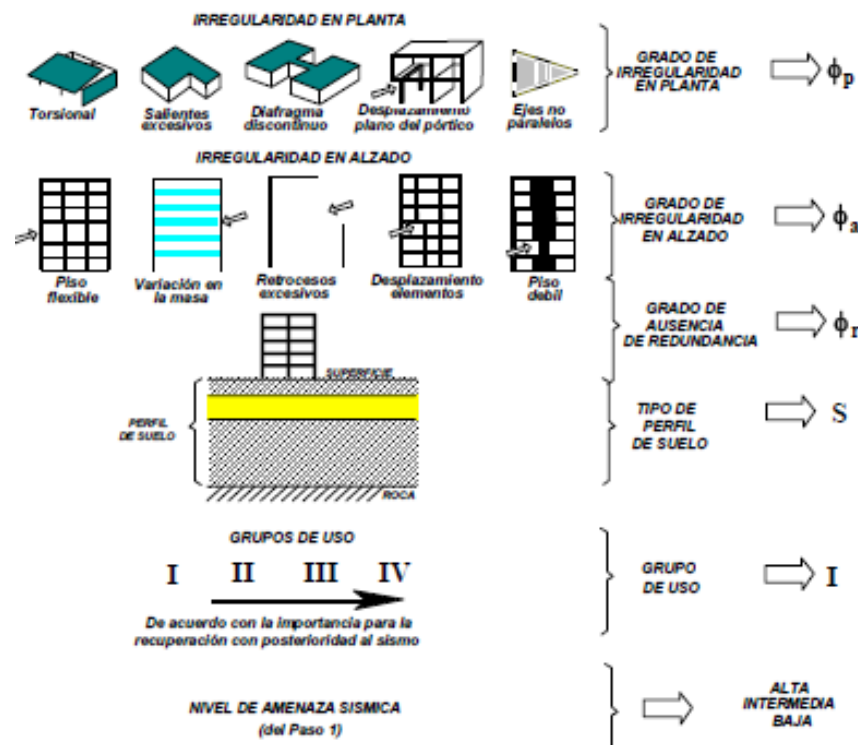 IRREGULARIDAD EN PLANTA
Torsional
Salientes
excesivos
Diafragma
discontinuo
Desplazamiento
plano del pórtico
Ejes no
paralelos
GRADO DE
IRREGULARIDAD
EN PLANTA
ϕp
IRREGULARIDAD EN ALZADO
Piso
flexible
Variación en
la masa
Retrocesos
excesivos
Desplazamiento
elementos
Piso
debil
GRADO DE
IRREGULARIDAD
EN ALZADO
ϕa
GRADO DE
AUSENCIA
DE REDUNDANCIA
ϕr
SUPERFICIE
PERFIL
DE SUELO
ROCA
TIPO DE
PERFIL
DE SUELO
S
GRUPOS DE USO
I II III IV
De acuerdo con la importancia para la
recuperación con posterioridad al sismo
GRUPO
DE USO
I
NIVEL DE AMENAZA SISMICA
(del Paso 1)
ALTA
INTERMEDIA
BAJA